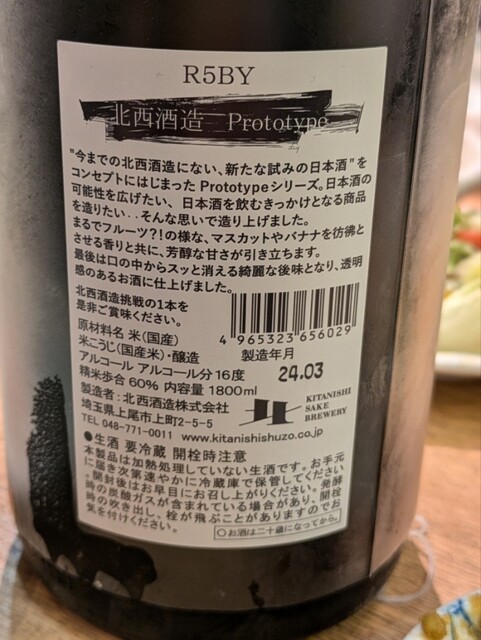 R5BY
北西酒造 Prototype
"今までの北西酒造にない、新たな試みの日本酒"を
コンセプトにはじまったPrototypeシリーズ。日本酒の
可能性を広げたい、日本酒を飲むきっかけとなる商品
を造りたい‥そんな思いで造り上げました。
まるでフルーツ?!の様な、マスカットやバナナを彷彿と
させる香りと共に、芳醇な甘さが引き立ちます。
最後は口の中からスッと消える綺麗な後味となり、透明
感のあるお酒に仕上げました。
北西酒造挑戦の1本を
是非ご賞味ください。
4 965323 656029
原材料名 米(国産)
米こうじ(国産米)・醸造
アルコール アルコール分16度
精米歩合60% 内容量1800ml
製造年月
24.03
製造者:北西酒造株式会社
埼玉県上尾市上町2-5-5
TEL 048-771-0011 www.kitanishishuzo.co.jp
KITANISHI
SAKE
BREWERY
●生酒 要冷蔵 開栓時注意
本製品は加熱処理していない生酒です。お手元
に届き次第速やかに冷蔵庫で保管してください
・開封後はお早目にお召し上がりください。発酵
時の炭酸ガスが含まれている場合があり、開栓
時の吹き出し、栓が飛ぶことがありますのでお
気を付けください。
○お酒は二十歳になってから。